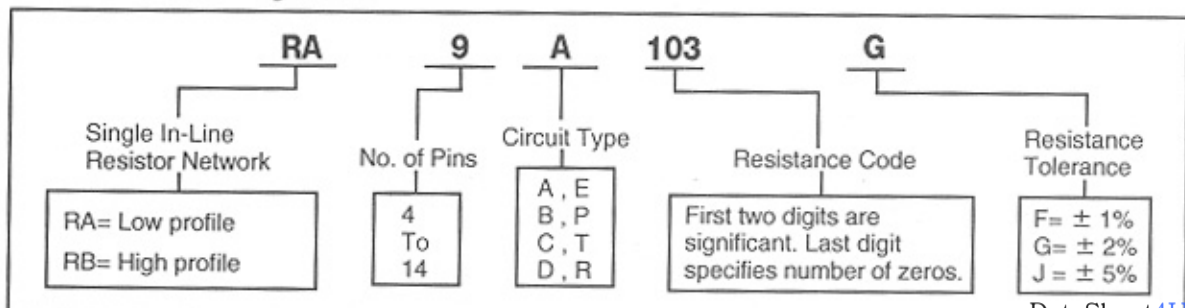 RA 9 A 103 G
Single In-Line
Resistor Network
RA= Low profile
RB= High profile
No. of Pins
4
To
14
Circuit Type
A , E
B , P
C , T
D , R
Resistance Code
First two digits are
significant. Last digit
specifies number of zeros.
Resistance
Tolerance
F= ± 1%
G= ± 2%
J = ± 5%